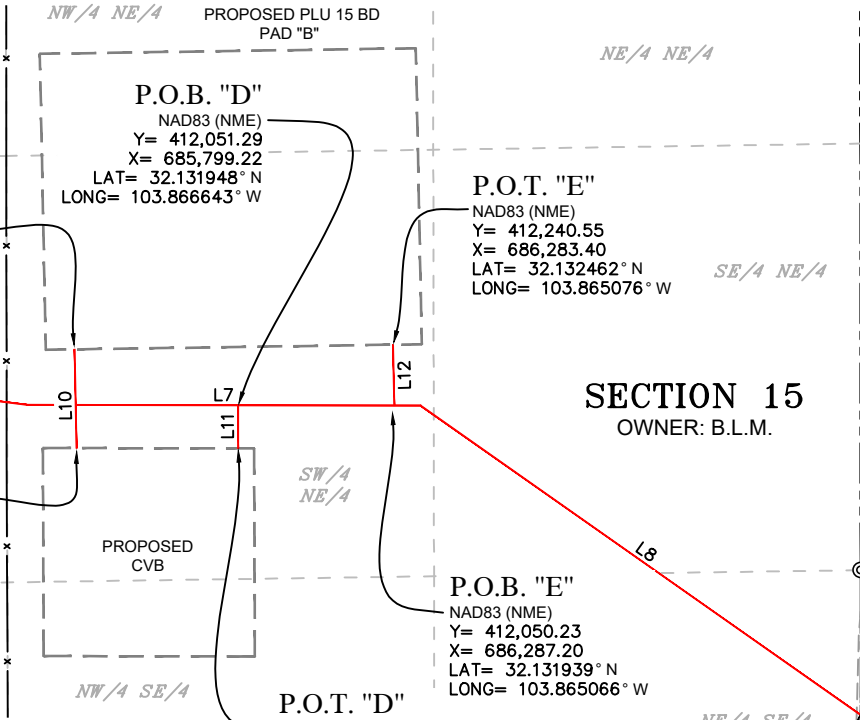 NW/4 NE/4
PROPOSED PLU 15 BD
PAD "B"
NE/4 NE/4
P.O.B. "D"
NAD83 (NME)
Y= 412,051.29
X= 685,799.22
LAT= 32.131948° N
LONG= 103.866643° W
P.O.T. "E"
NAD83 (NME)
Y= 412,240.55
X= 686,283.40
LAT= 32.132462° N
LONG= 103.865076° W
SE/4 NE/4
L10
L7
L11
L12
SECTION 15
OWNER: B.L.M.
SW/4
NE/4
PROPOSED
CVB
L8
P.O.B. "E"
NAD83 (NME)
Y= 412,050.23
X= 686,287.20
LAT= 32.131939° N
LONG= 103.865066° W
NW/4 SE/4
P.O.T. "D"
NE/4 SE/4